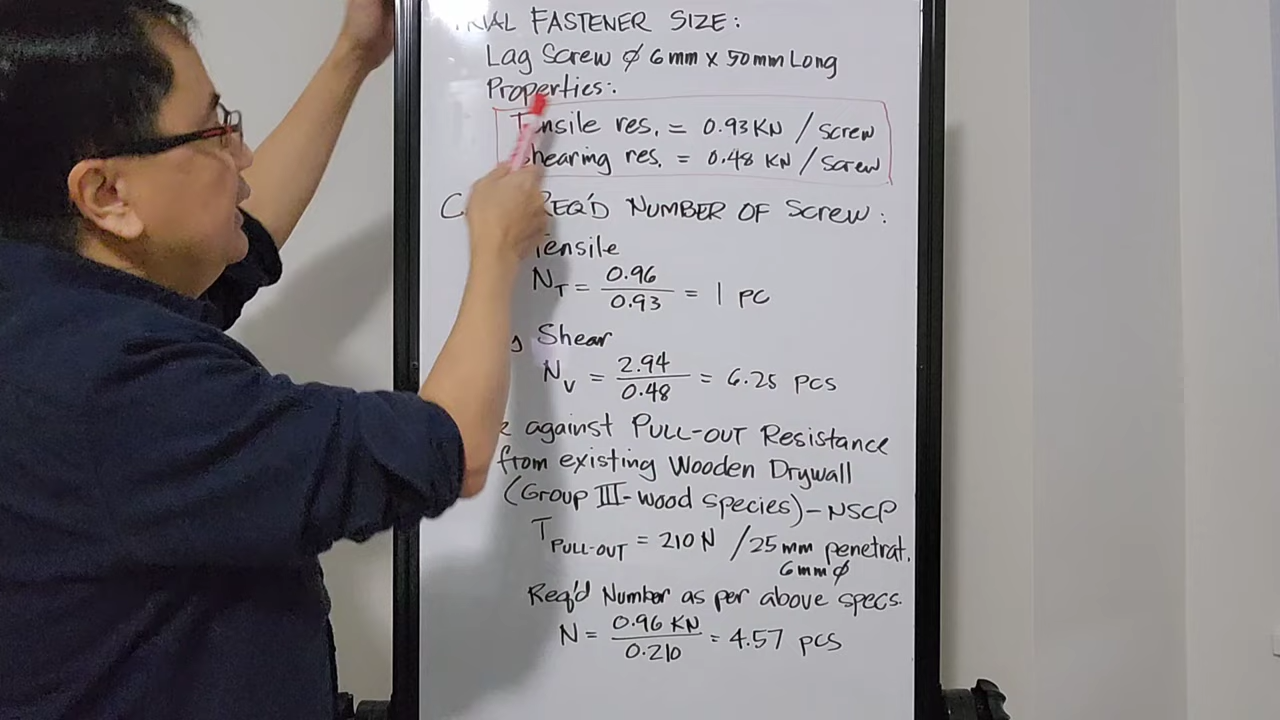 FASTENER SIZE:
Lag Screw ϕ 6mm x 50mm Long
Properties:
Tensile res. = 0.93 KN / screw
Shearing res. = 0.48 KN / screw
REQ'D NUMBER OF SCREW:
Tensile
N_T = 0.96 / 0.93 = 1 PC
Shear
N_V = 2.94 / 0.48 = 6.25 pcs
against PULL-OUT Resistance
from existing Wooden Drywall
(Group III-wood species) - NSCP
T_PULL-OUT = 210 N /25 mm penetrat.
6mm ϕ
Req'd Number as per above specs.
N = 0.96 KN / 0.210 = 4.57 pcs